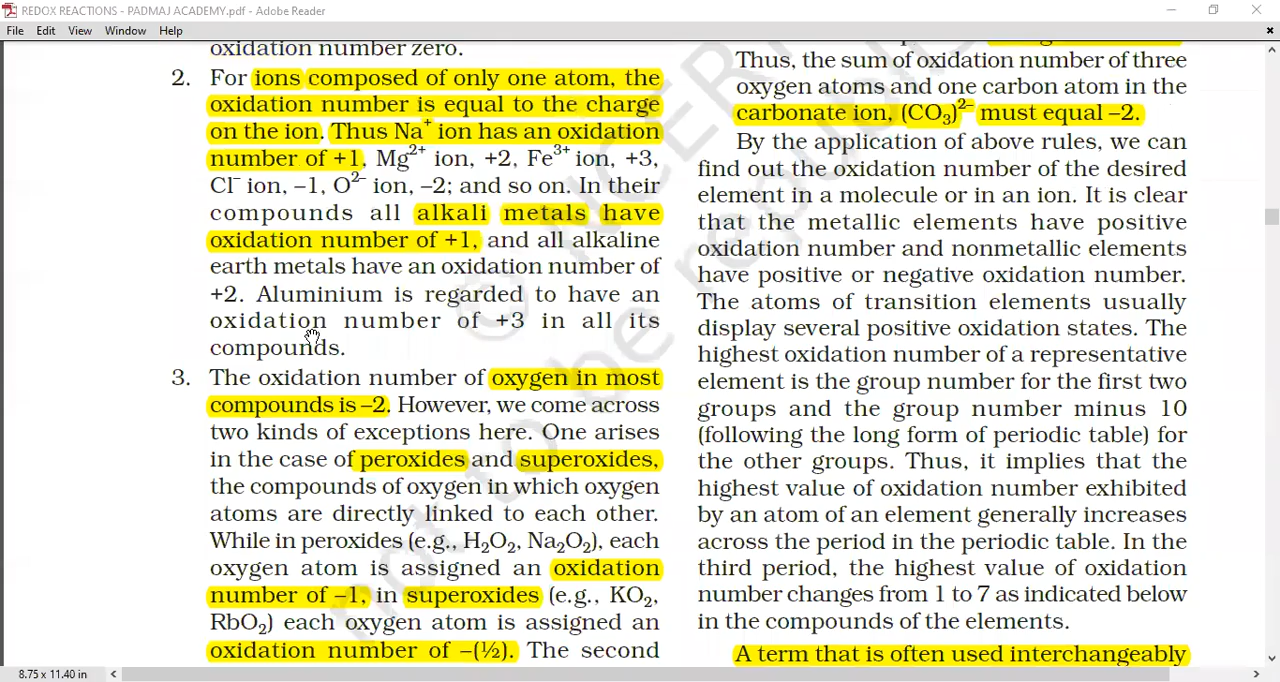 REDOX REACTIONS - PADMAJ ACADEMY.pdf - Adobe Reader
File Edit View Window Help
oxidation number zero.
2. For ions composed of only one atom, the
oxidation number is equal to the charge
on the ion. Thus Na⁺ ion has an oxidation
number of +1, Mg²⁺ ion, +2, Fe³⁺ ion, +3,
Cl⁻ ion, –1, O²⁻ ion, –2; and so on. In their
compounds all alkali metals have
oxidation number of +1, and all alkaline
earth metals have an oxidation number of
+2. Aluminium is regarded to have an
oxidation number of +3 in all its
compounds.
3. The oxidation number of oxygen in most
compounds is –2. However, we come across
two kinds of exceptions here. One arises
in the case of peroxides and superoxides,
the compounds of oxygen in which oxygen
atoms are directly linked to each other.
While in peroxides (e.g., H₂O₂, Na₂O₂), each
oxygen atom is assigned an oxidation
number of –1, in superoxides (e.g., KO₂,
RbO₂) each oxygen atom is assigned an
oxidation number of –(½). The second
Thus, the sum of oxidation number of three
oxygen atoms and one carbon atom in the
carbonate ion, (CO₃)²⁻ must equal –2.
By the application of above rules, we can
find out the oxidation number of the desired
element in a molecule or in an ion. It is clear
that the metallic elements have positive
oxidation number and nonmetallic elements
have positive or negative oxidation number.
The atoms of transition elements usually
display several positive oxidation states. The
highest oxidation number of a representative
element is the group number for the first two
groups and the group number minus 10
(following the long form of periodic table) for
the other groups. Thus, it implies that the
highest value of oxidation number exhibited
by an atom of an element generally increases
across the period in the periodic table. In the
third period, the highest value of oxidation
number changes from 1 to 7 as indicated below
in the compounds of the elements.
A term that is often used interchangeably
© NCERT
not to be republi
8.75 x 11.40 in